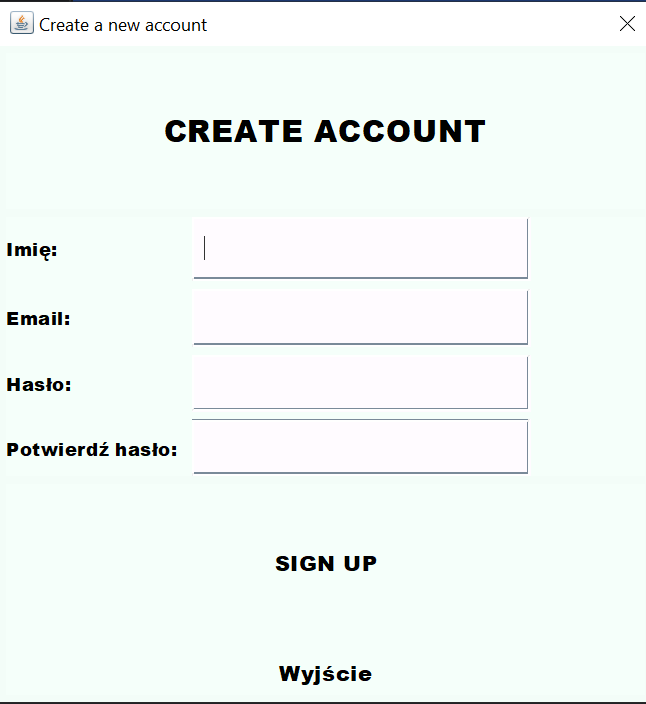 Create a new account
CREATE ACCOUNT
Imię:
Email:
Hasło:
Potwierdź hasło:
SIGN UP
Wyjście